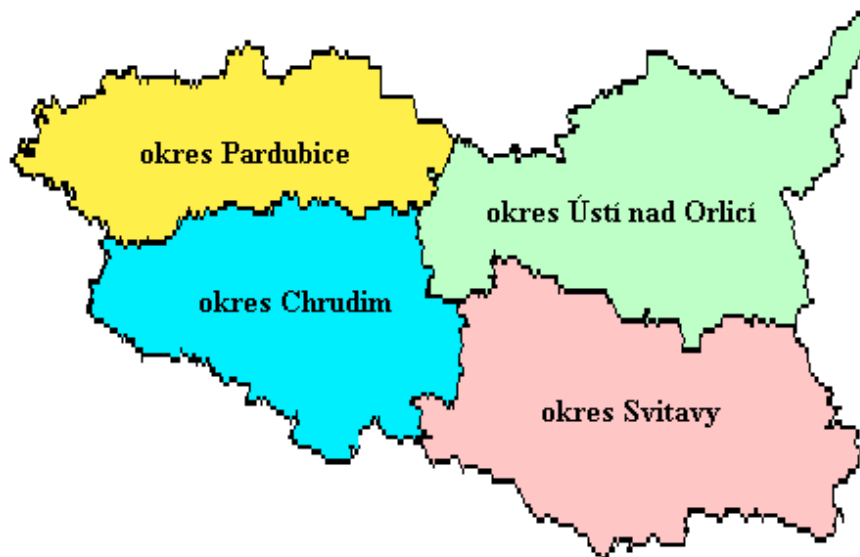 okres Pardubice
okres Ústí nad Orlicí
okres Chrudim
okres Svitavy